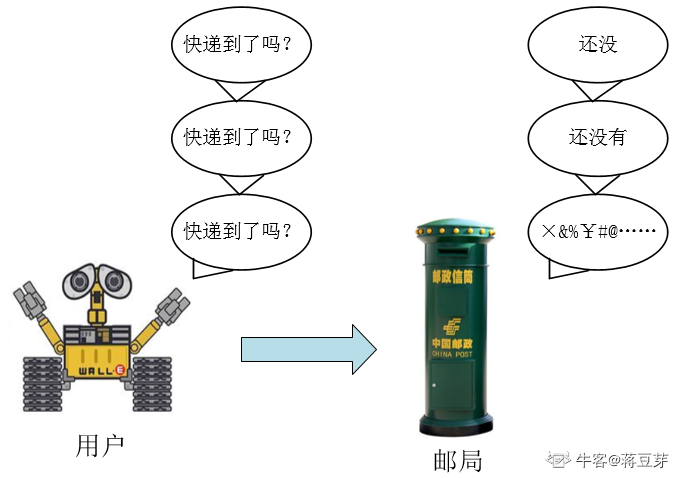 快递到了吗？
还没
快递到了吗？
还没有
快递到了吗？
×&%￥#@……
邮政信筒
中国邮政
CHINA POST
WALL·E
用户
邮局
牛客@蒋豆芽